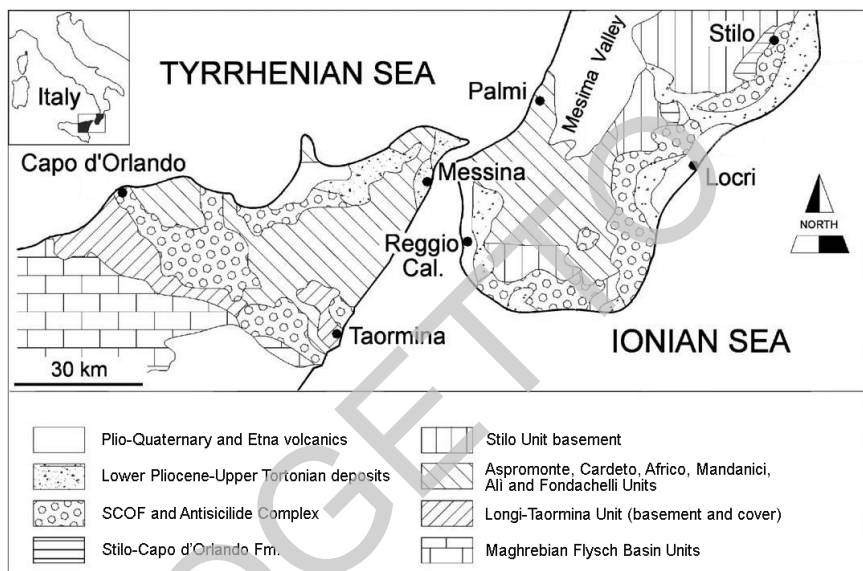 Italy
TYRRHENIAN SEA
Capo d'Orlando
Messina
Reggio
Cal.
Taormina
30 km
Palmi
Mesima Valley
Stilo
Locri
NORTH
IONIAN SEA
Plio-Quaternary and Etna volcanics
Lower Pliocene-Upper Tortonian deposits
SCOF and Antisicilide Complex
Stilo-Capo d'Orlando Fm.
Stilo Unit basement
Aspromonte, Cardeto, Africo, Mandanici,
Alì and Fondachelli Units
Longi-Taormina Unit (basement and cover)
Maghrebian Flysch Basin Units
OGETTO